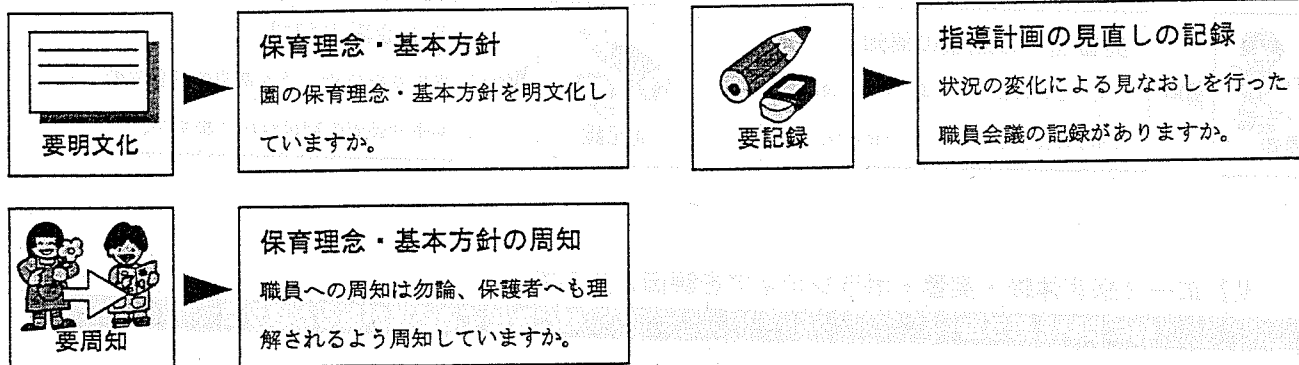 要明文化
保育理念・基本方針
園の保育理念・基本方針を明文化し
ていますか。
要記録
指導計画の見直しの記録
状況の変化による見なおしを行った
職員会議の記録がありますか。
要周知
保育理念・基本方針の周知
職員への周知は勿論、保護者へも理
解されるよう周知していますか。